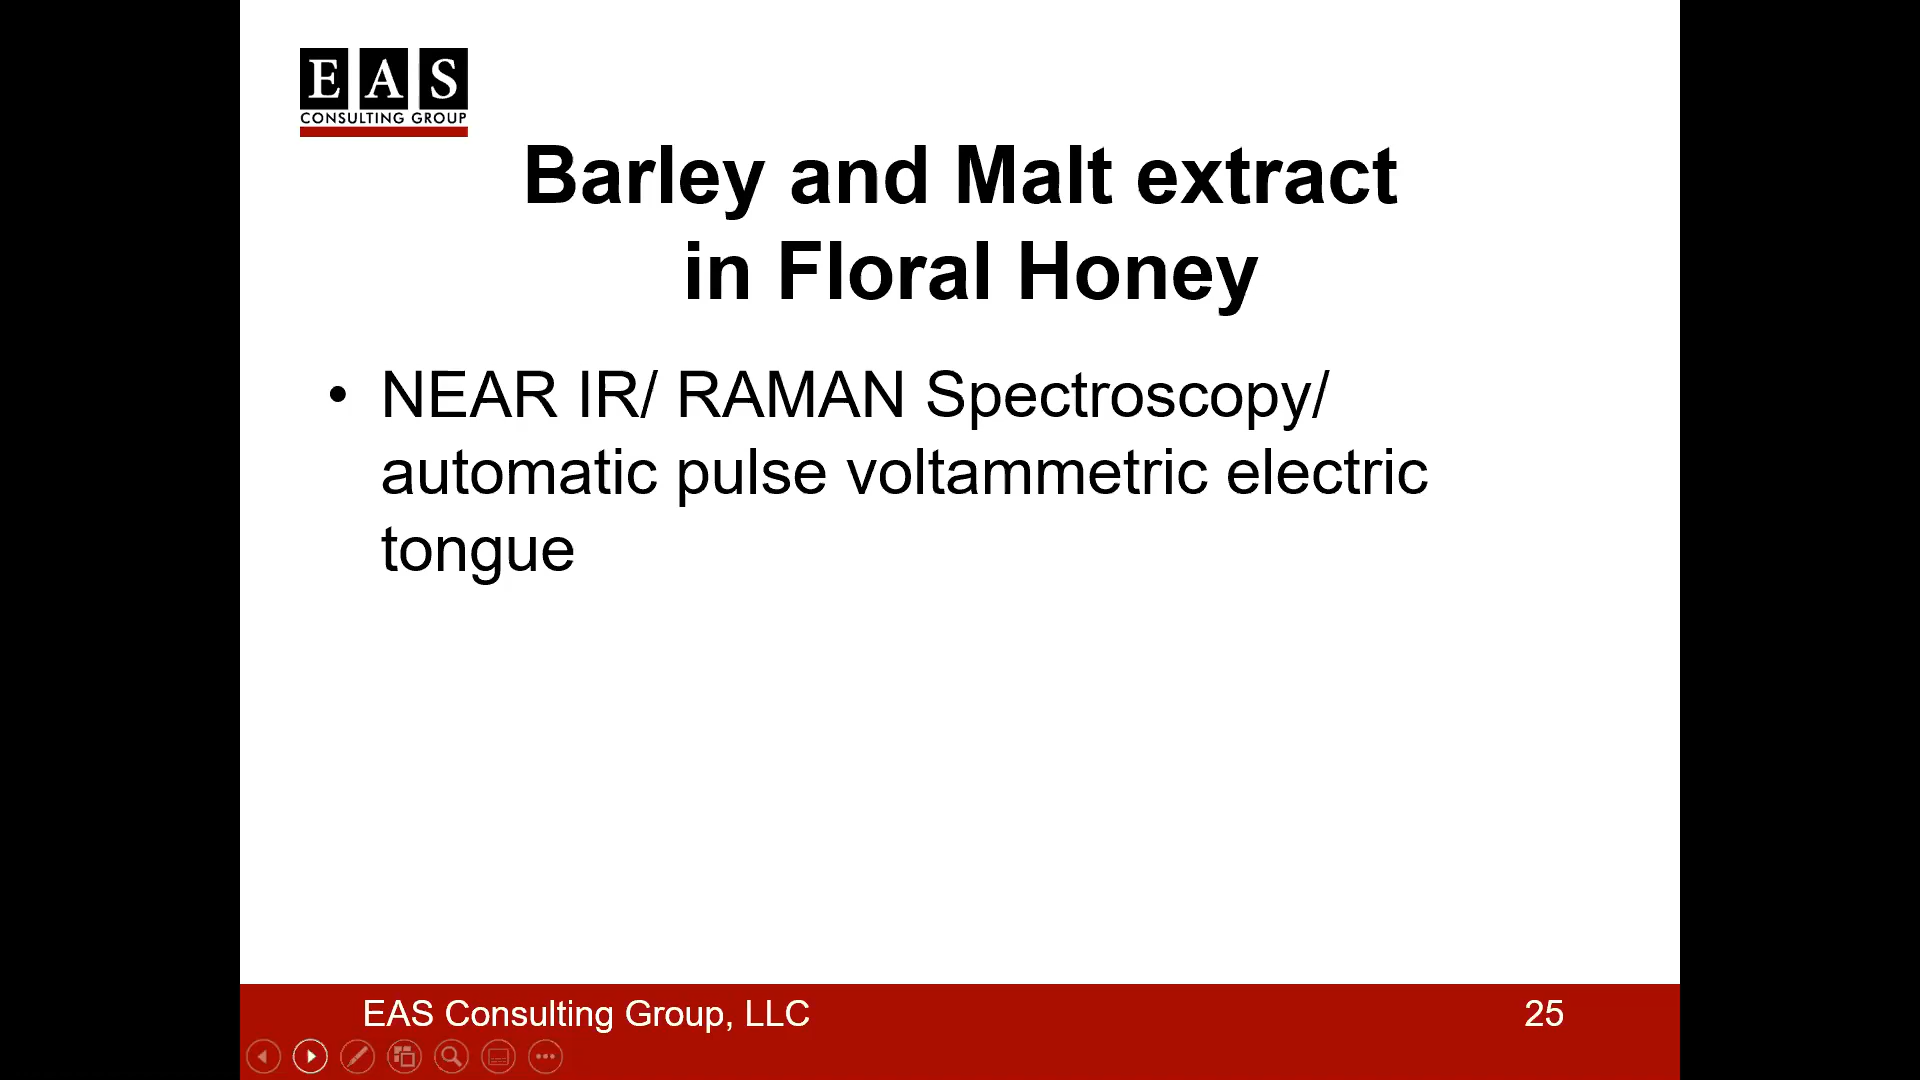 EAS
CONSULTING GROUP
Barley and Malt extract
in Floral Honey
• NEAR IR/ RAMAN Spectroscopy/
automatic pulse voltammetric electric
tongue
EAS Consulting Group, LLC
25